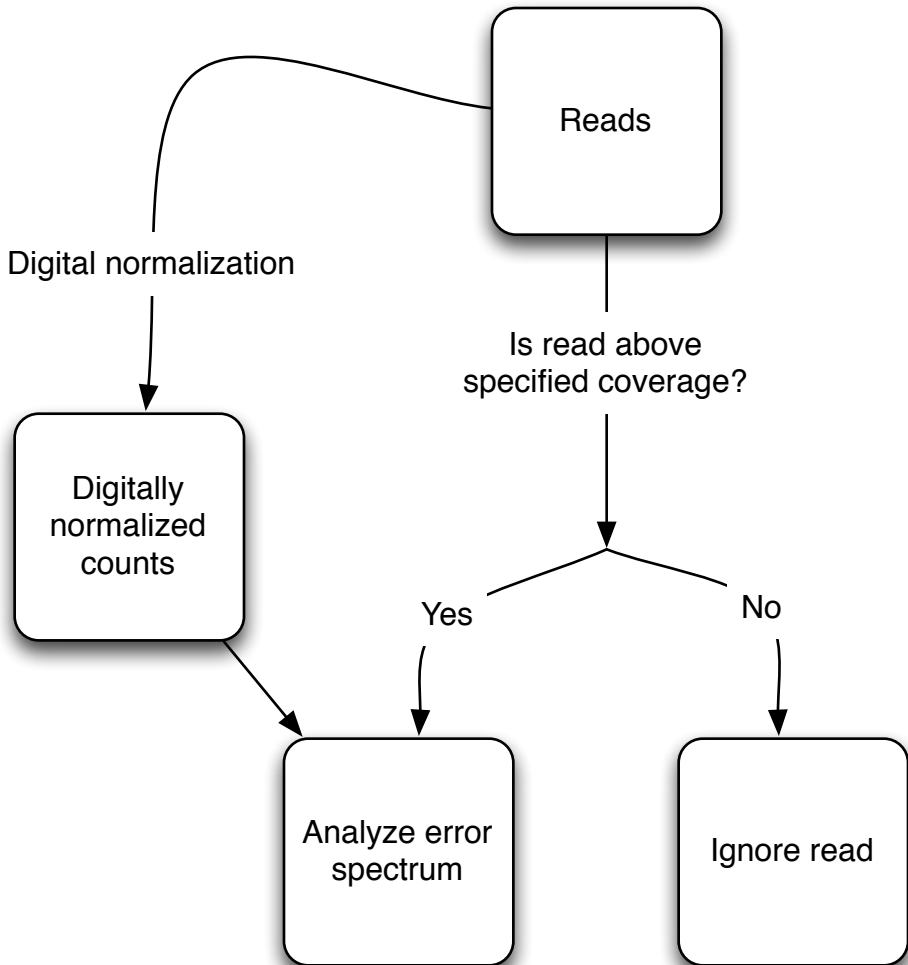 Reads
Digital normalization
Is read above
specified coverage?
Digitally
normalized
counts
Yes
No
Analyze error
spectrum
Ignore read